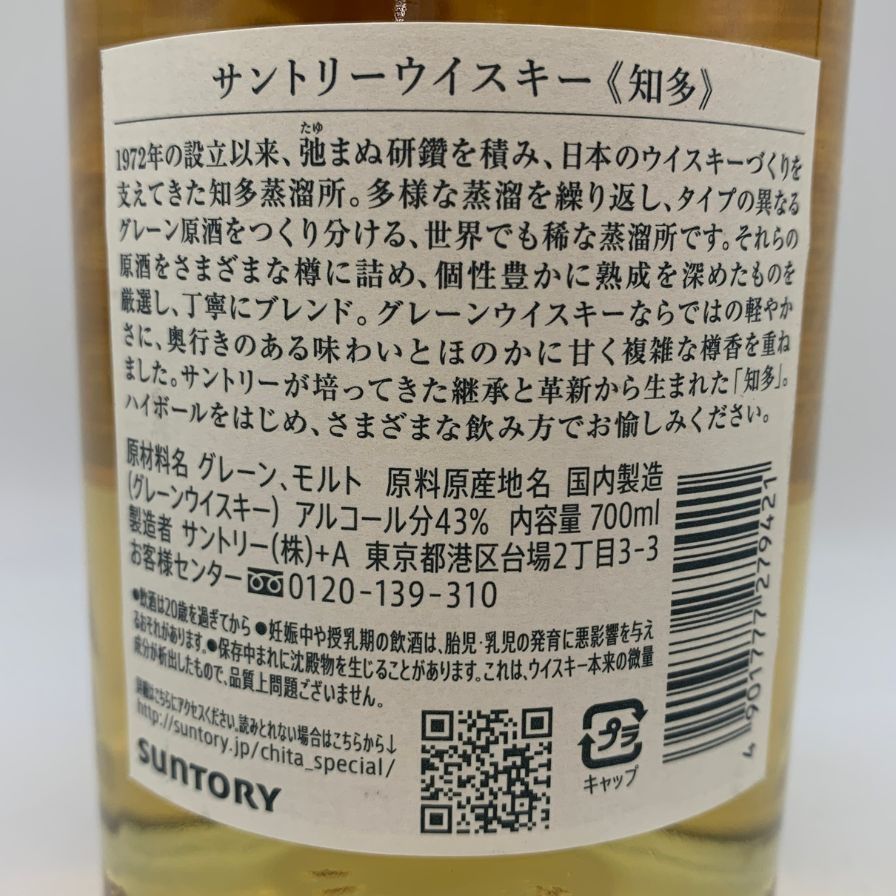 サントリーウイスキー《知多》
たゆ
1972年の設立以来、弛まぬ研鑽を積み、日本のウイスキーづくりを
支えてきた知多蒸溜所。多様な蒸溜を繰り返し、タイプの異なる
グレーン原酒をつくり分ける、世界でも稀な蒸溜所です。それらの
原酒をさまざまな樽に詰め、個性豊かに熟成を深めたものを
厳選し、丁寧にブレンド。グレーンウイスキーならではの軽やか
さに、奥行きのある味わいとほのかに甘く複雑な樽香を重ね
ました。サントリーが培ってきた継承と革新から生まれた「知多」。
ハイボールをはじめ、さまざまな飲み方でお愉しみください。
原材料名 グレーン、モルト 原料原産地名 国内製造
(グレーンウイスキー) アルコール分43% 内容量 700ml
製造者 サントリー(株)+A 東京都港区台場2丁目3-3
お客様センター 0120-139-310
●飲酒は20歳を過ぎてから ●妊娠中や授乳期の飲酒は、胎児・乳児の発育に悪影響を与え
るおそれがあります。●保存中まれに沈殿物を生じることがあります。これは、ウイスキー本来の微量
成分が析出したもので、品質上問題ございません。
詳細はこちらにアクセスください。読みとれない場合はこちらから↓
http://suntory.jp/chita_special/
SUNTORY
プラ
キャップ
4 901777 279421